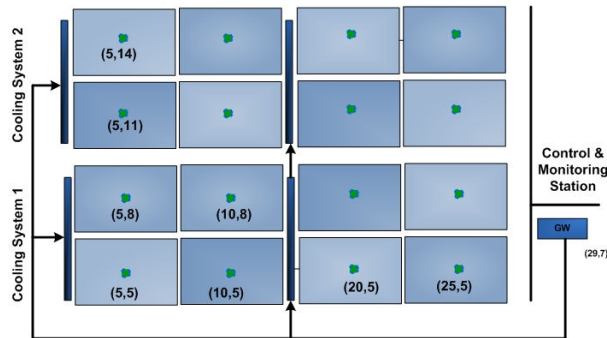 Cooling System 2
(5,14)
(5,11)
Cooling System 1
(5,8)
(10,8)
(5,5)
(10,5)
(20,5)
(25,5)
Control &
Monitoring
Station
GW
(29,7)